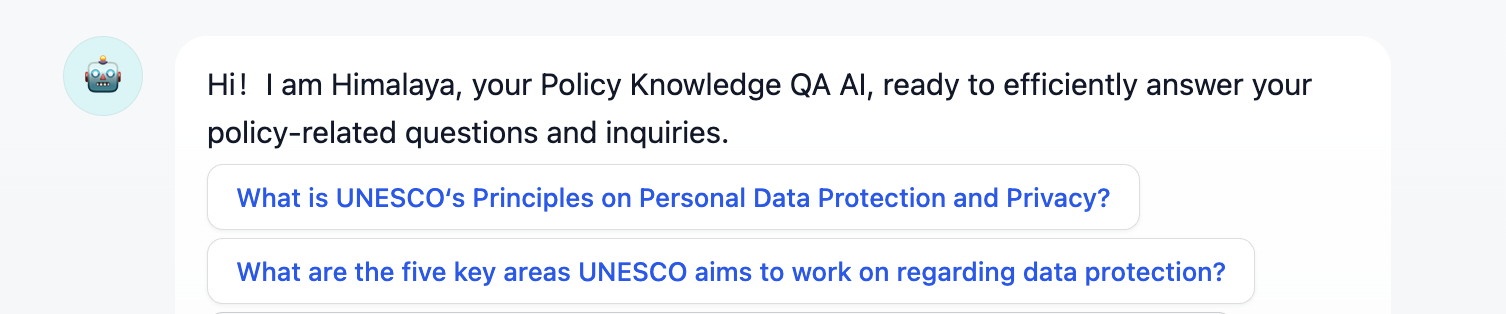 Hi！I am Himalaya, your Policy Knowledge QA AI, ready to efficiently answer your
policy-related questions and inquiries.
What is UNESCO‘s Principles on Personal Data Protection and Privacy?
What are the five key areas UNESCO aims to work on regarding data protection?